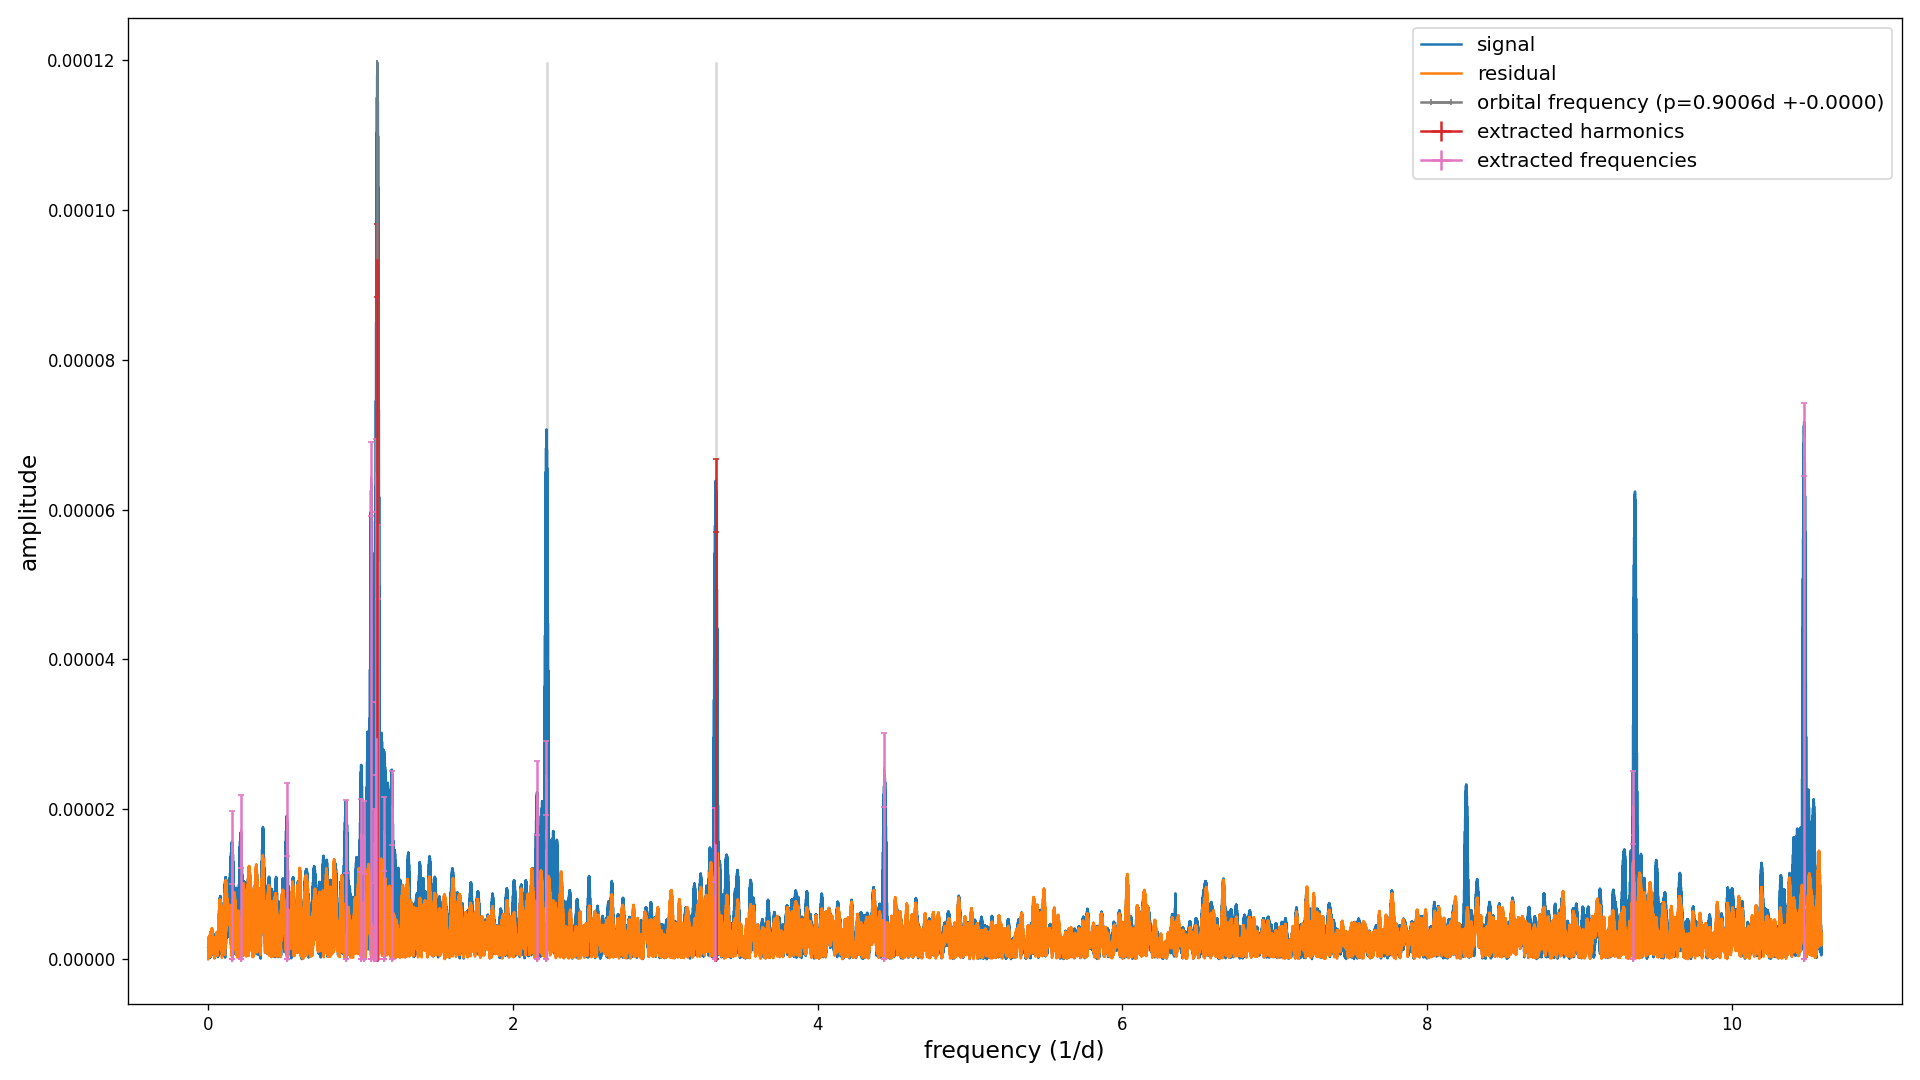 signal
residual
orbital frequency (p=0.9006d +-0.0000)
extracted harmonics
extracted frequencies
0.00012
0.00010
0.00008
0.00006
0.00004
0.00002
0.00000
amplitude
0 2 4 6 8 10
frequency (1/d)